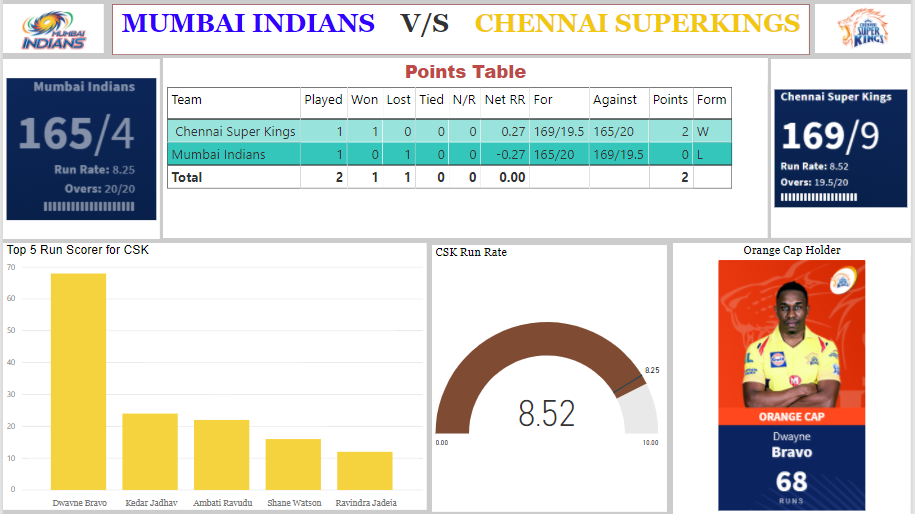 MUMBAI INDIANS
MUMBAI INDIANS V/S CHENNAI SUPERKINGS
CHENNAI SUPER KINGS
Mumbai Indians
165/4
Run Rate: 8.25
Overs: 20/20
Points Table
Team Played Won Lost Tied N/R Net RR For Against Points Form
Chennai Super Kings 1 1 0 0 0 0.27 169/19.5 165/20 2 W
Mumbai Indians 1 0 1 0 0 -0.27 165/20 169/19.5 0 L
Total 2 1 1 0 0 0.00 2
Chennai Super Kings
169/9
Run Rate: 8.52
Overs: 19.5/20
Top 5 Run Scorer for CSK
70
60
50
40
30
20
10
0
Dwavne Bravo Kedar Jadhav Ambati Ravudu Shane Watson Ravindra Jadeja
CSK Run Rate
8.25
8.52
0.00 10.00
Orange Cap Holder
Gulf
ORANGE CAP
Dwayne
Bravo
68
RUNS